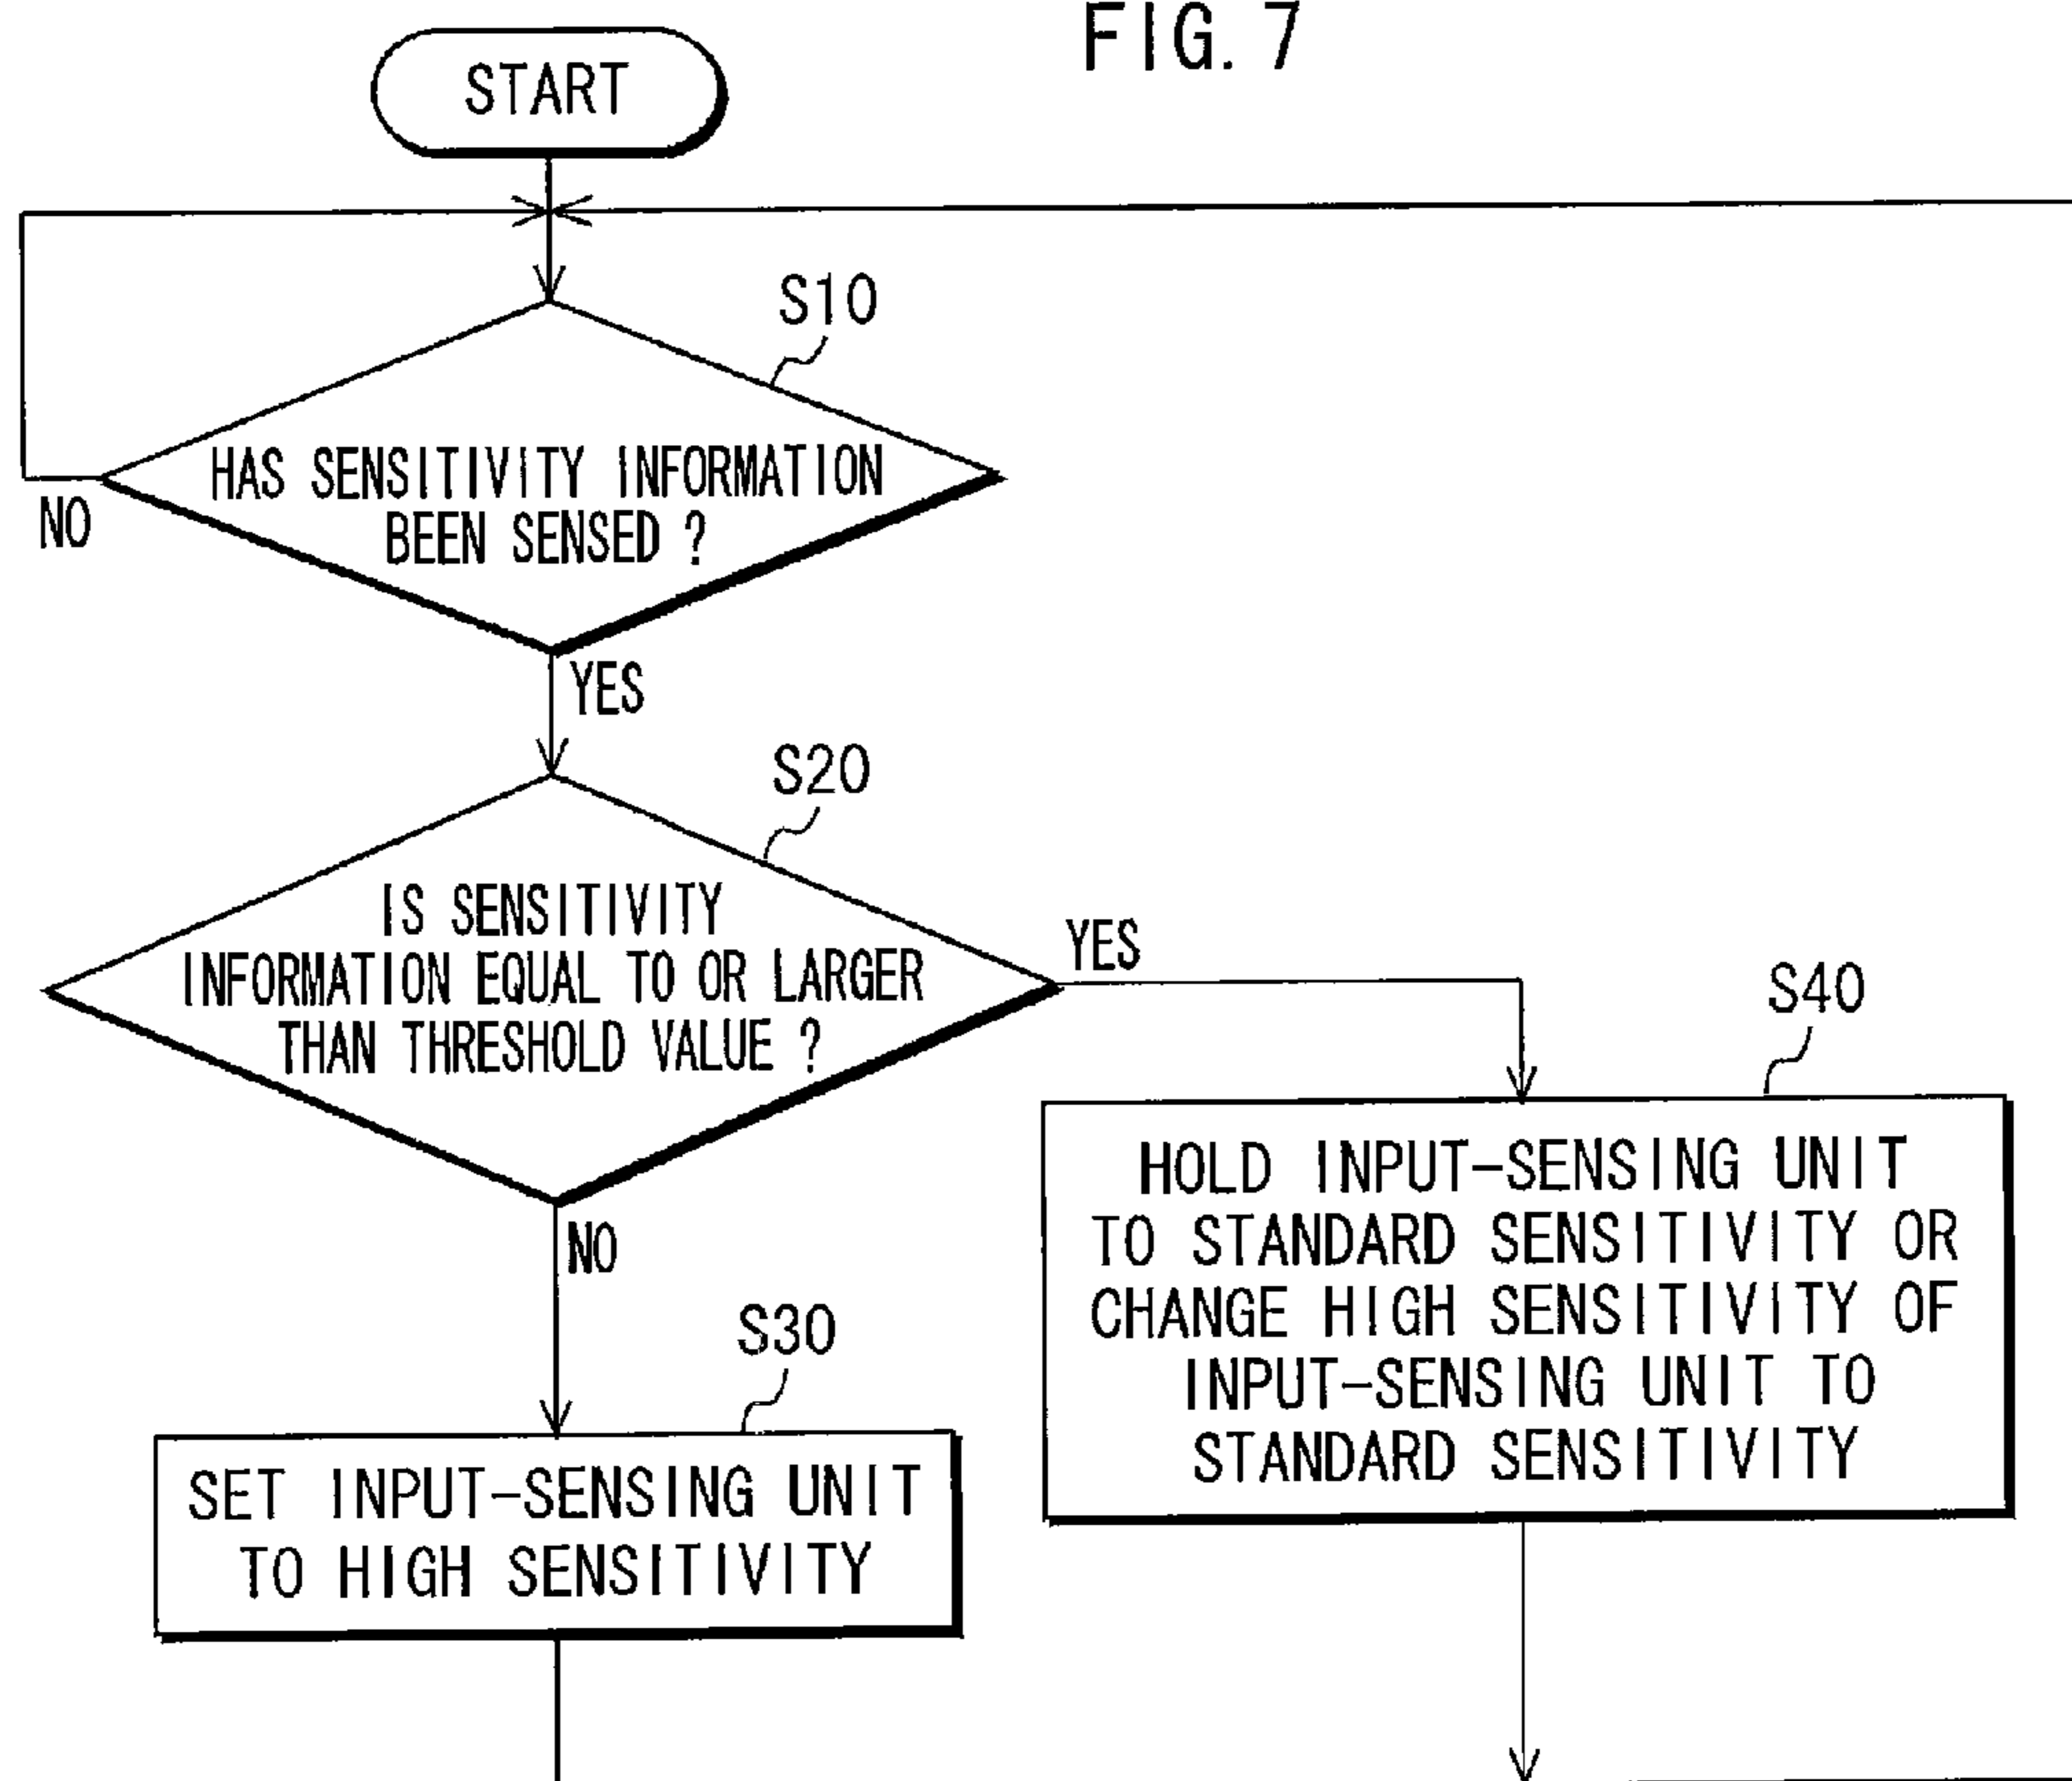 FIG. 7
START
S10
HAS SENSITIVITY INFORMATION
BEEN SENSED ?
NO
YES
S20
IS SENSITIVITY
INFORMATION EQUAL TO OR LARGER
THAN THRESHOLD VALUE ?
YES
NO
S40
HOLD INPUT-SENSING UNIT
TO STANDARD SENSITIVITY OR
CHANGE HIGH SENSITIVITY OF
INPUT-SENSING UNIT TO
STANDARD SENSITIVITY
S30
SET INPUT-SENSING UNIT
TO HIGH SENSITIVITY